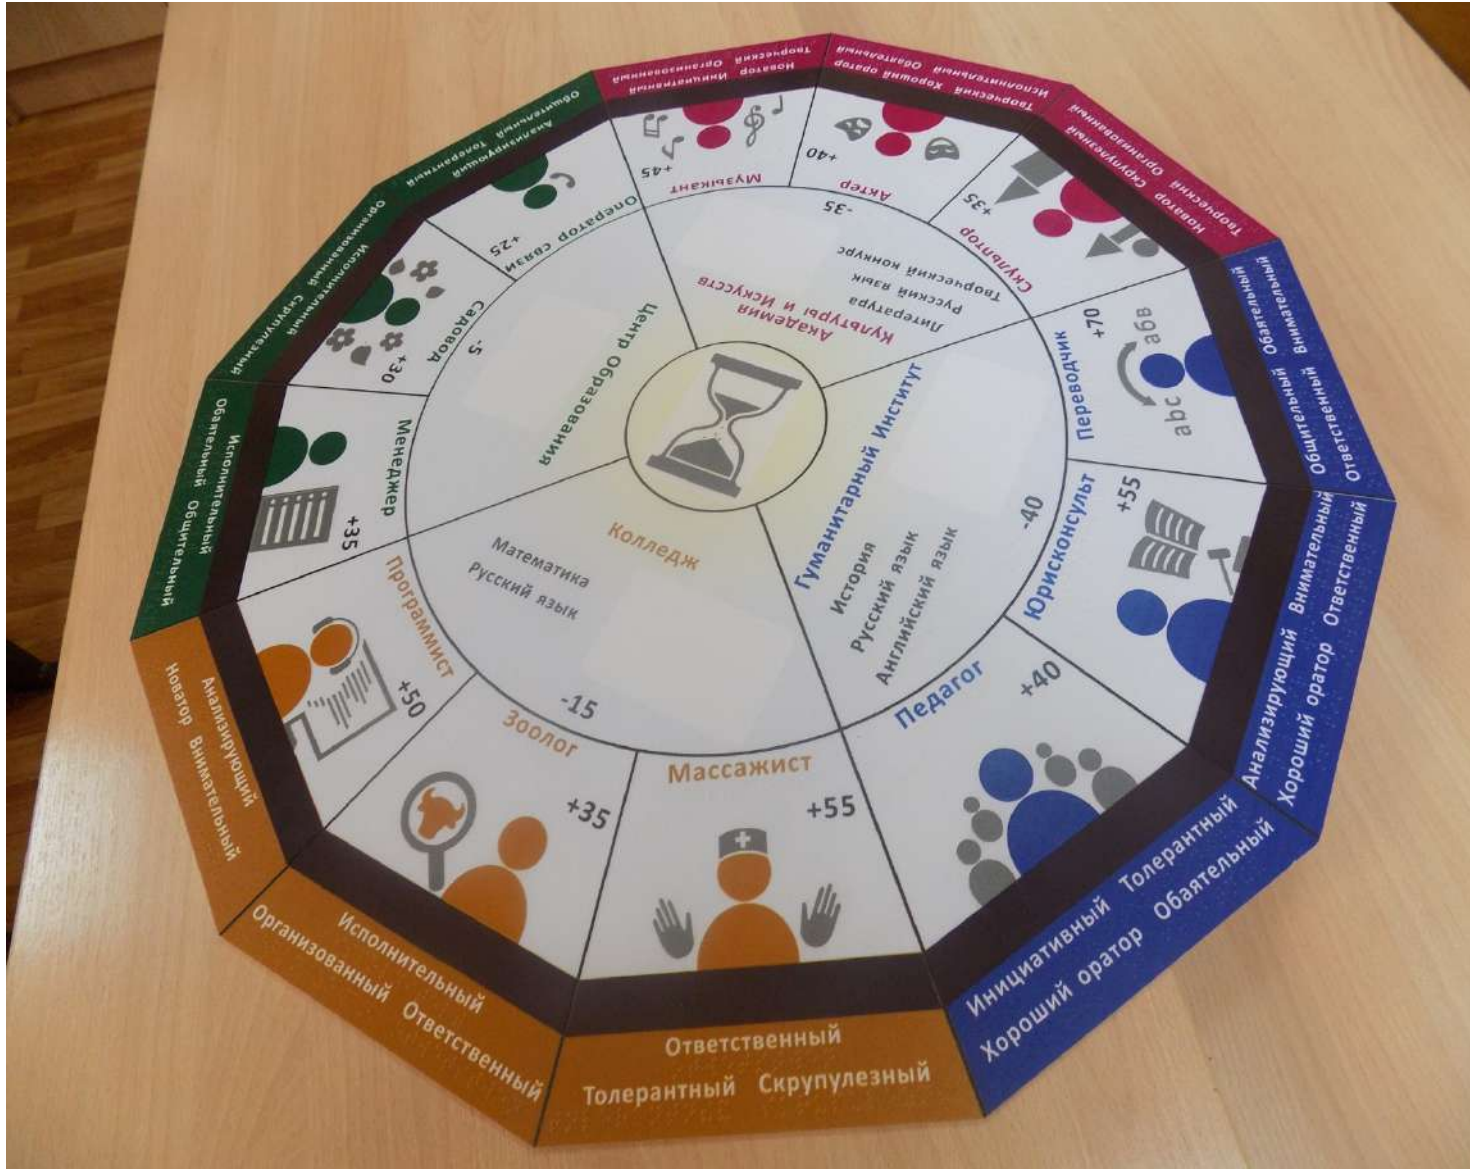 Новатор Инициативный
Творческий Организованный
+45
Музыкант
Творческий Хороший оратор
Исполнительный Обаятельный
+40
Актер
Новатор Скрупулезный
Творческий Организованный
+35
Скульптор
-35
Творческий конкурс
Русский язык
Литература
Академия
Культуры и Искусств
Общительный Обаятельный
Ответственный Внимательный
+70
абв
abc
Переводчик
Анализирующий Внимательный
Хороший оратор Ответственный
+55
Юрисконсульт
Инициативный Толерантный
Хороший оратор Обаятельный
+40
Педагог
-40
Гуманитарный Институт
История
Русский язык
Английский язык
Массажист
+55
Ответственный
Толерантный Скрупулезный
Зоолог
+35
Исполнительный
Организованный Ответственный
Программист
+50
Анализирующий
Новатор Внимательный
-15
Колледж
Математика
Русский язык
Менеджер
+35
Исполнительный
Обаятельный Общительный
Садовод
+30
Исполнительный
Организованный Скрупулезный
Оператор связи
+25
Анализирующий
Общительный Толерантный
-5
Центр Образования